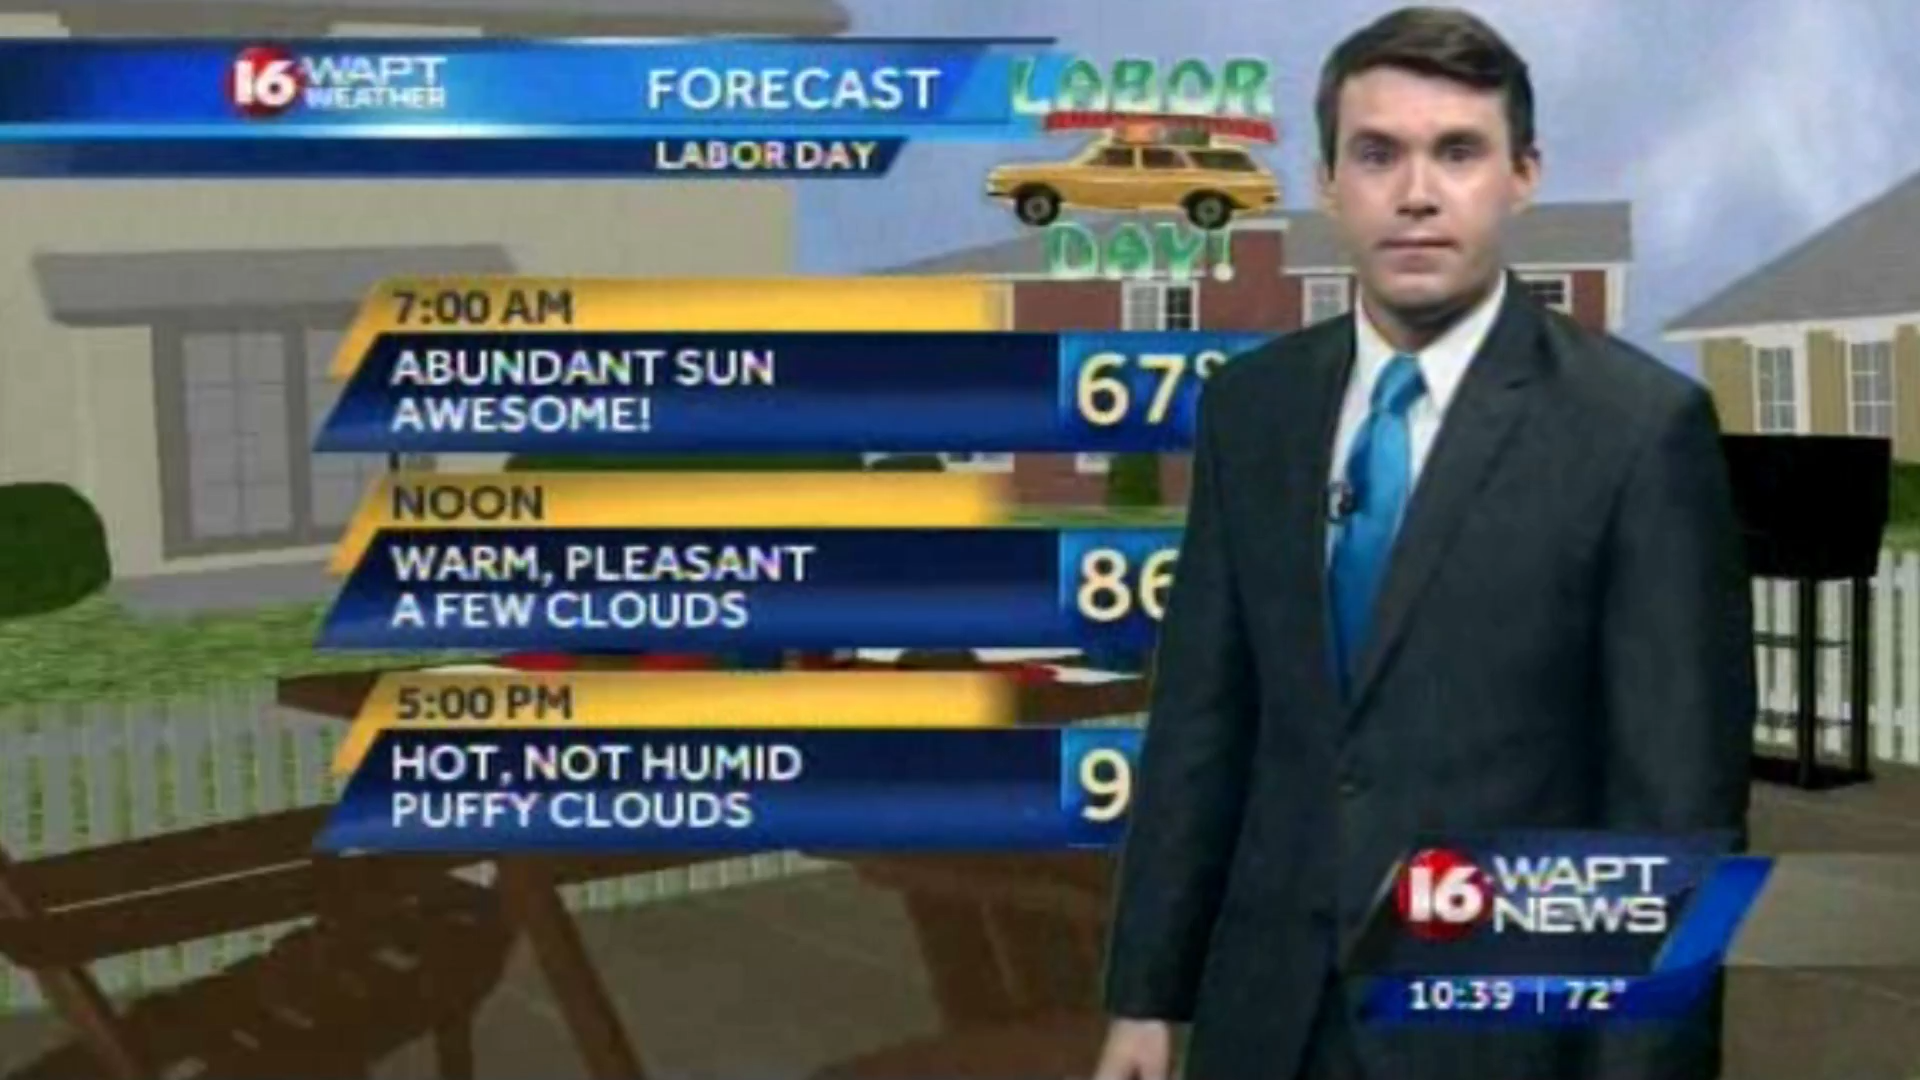 16 WAPT
WEATHER
FORECAST
LABOR DAY
LABOR
DAY!
7:00 AM
ABUNDANT SUN
AWESOME!
67°
NOON
WARM, PLEASANT
A FEW CLOUDS
86
5:00 PM
HOT, NOT HUMID
PUFFY CLOUDS
9
16 WAPT
NEWS
10:39 | 72°